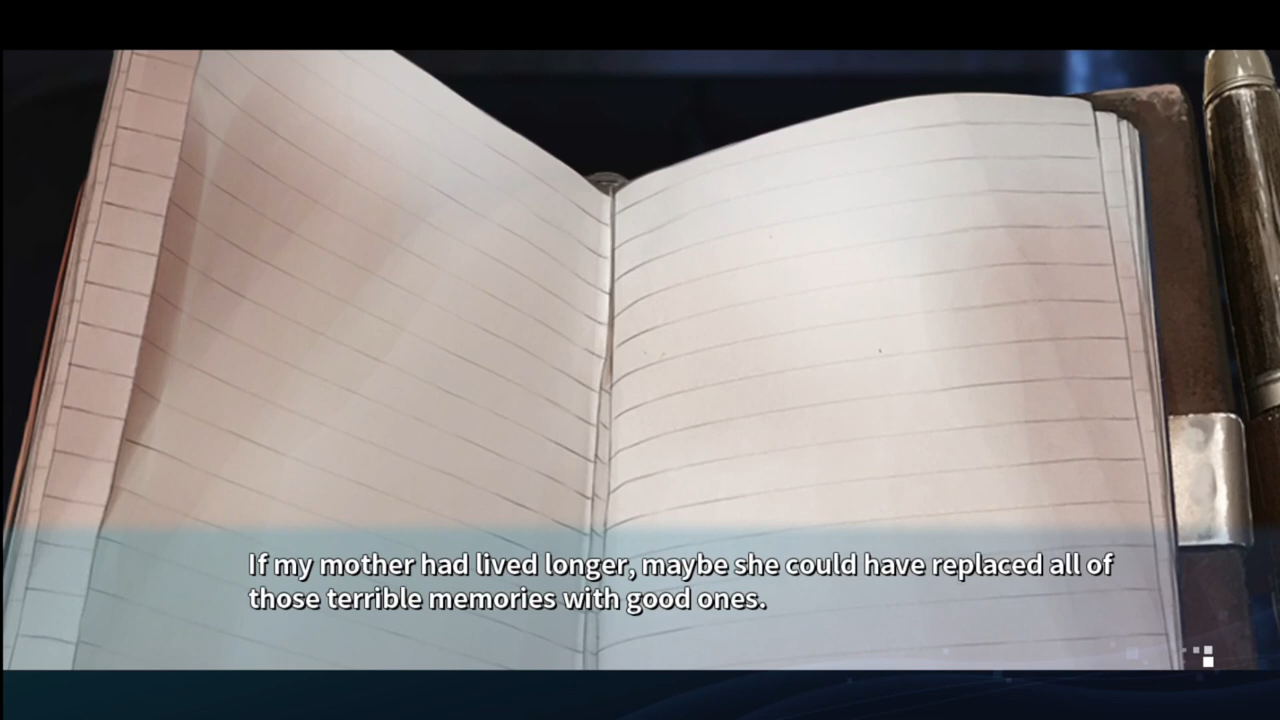 If my mother had lived longer, maybe she could have replaced all of
those terrible memories with good ones.